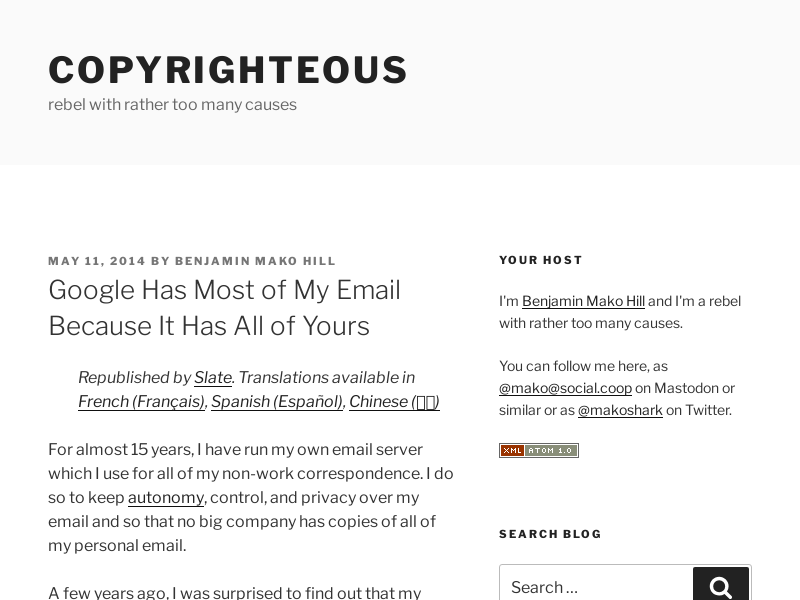 COPYRIGHTEOUS
rebel with rather too many causes
MAY 11, 2014 BY BENJAMIN MAKO HILL
Google Has Most of My Email
Because It Has All of Yours
Republished by Slate. Translations available in
French (Français), Spanish (Español), Chinese (▯▯)
For almost 15 years, I have run my own email server
which I use for all of my non-work correspondence. I do
so to keep autonomy, control, and privacy over my
email and so that no big company has copies of all of
my personal email.
A few years ago, I was surprised to find out that my
YOUR HOST
I'm Benjamin Mako Hill and I'm a rebel
with rather too many causes.
You can follow me here, as
@mako@social.coop on Mastodon or
similar or as @makoshark on Twitter.
XML ATOM 1.0
SEARCH BLOG
Search …